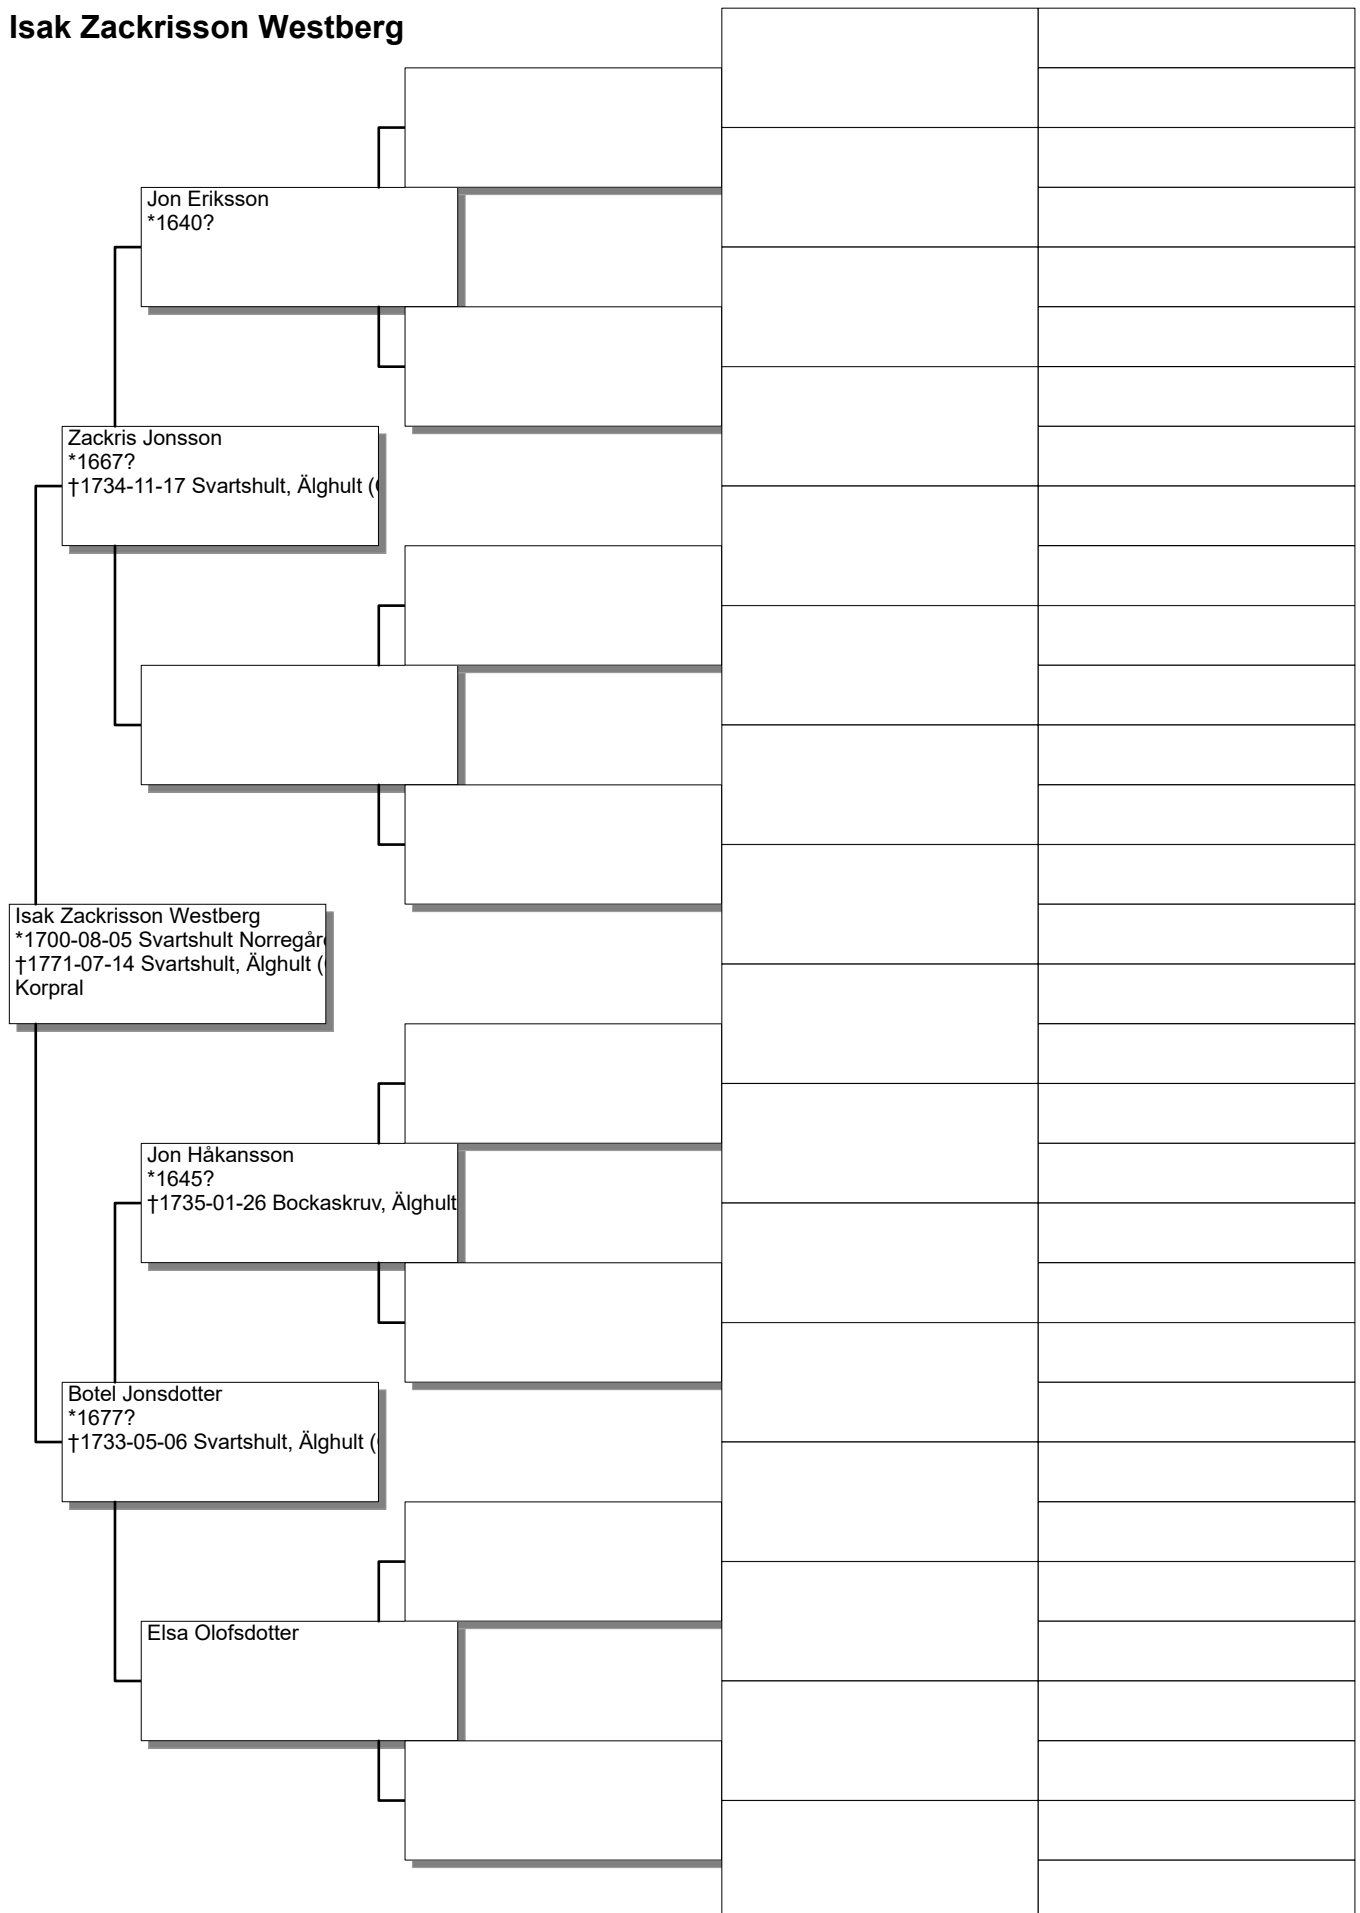 Isak Zackrisson Westberg
Jon Eriksson
*1640?
Zackris Jonsson
*1667?
†1734-11-17 Svartshult, Älghult (
Isak Zackrisson Westberg
*1700-08-05 Svartshult Norregård
†1771-07-14 Svartshult, Älghult (
Korpral
Jon Håkansson
*1645?
†1735-01-26 Bockaskruv, Älghult
Botel Jonsdotter
*1677?
†1733-05-06 Svartshult, Älghult (
Elsa Olofsdotter